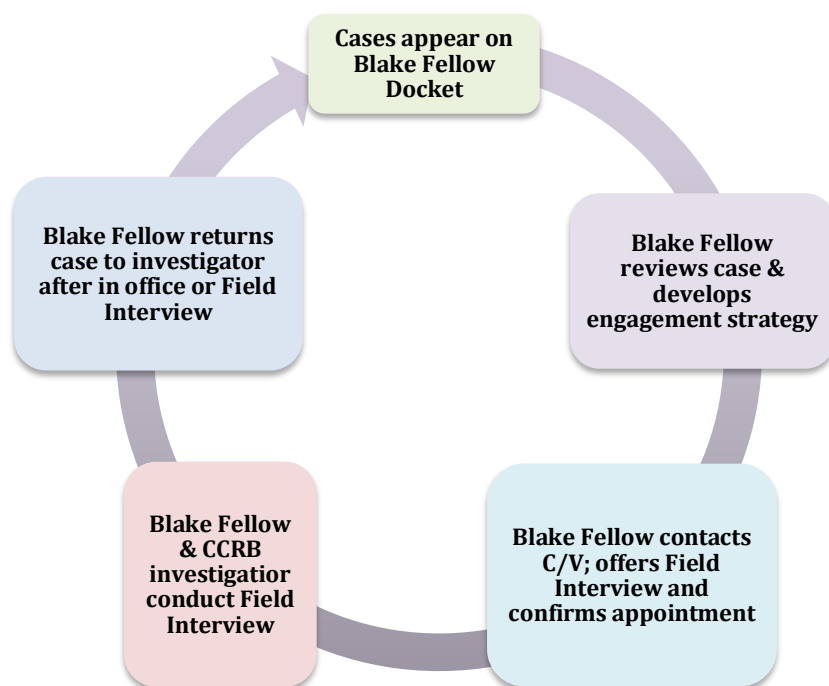 Cases appear on
Blake Fellow
Docket
Blake Fellow
reviews case &
develops
engagement strategy
Blake Fellow contacts
C/V; offers Field
Interview and
confirms appointment
Blake Fellow
& CCRB
investigatior
conduct Field
Interview
Blake Fellow returns
case to investigator
after in office or Field
Interview